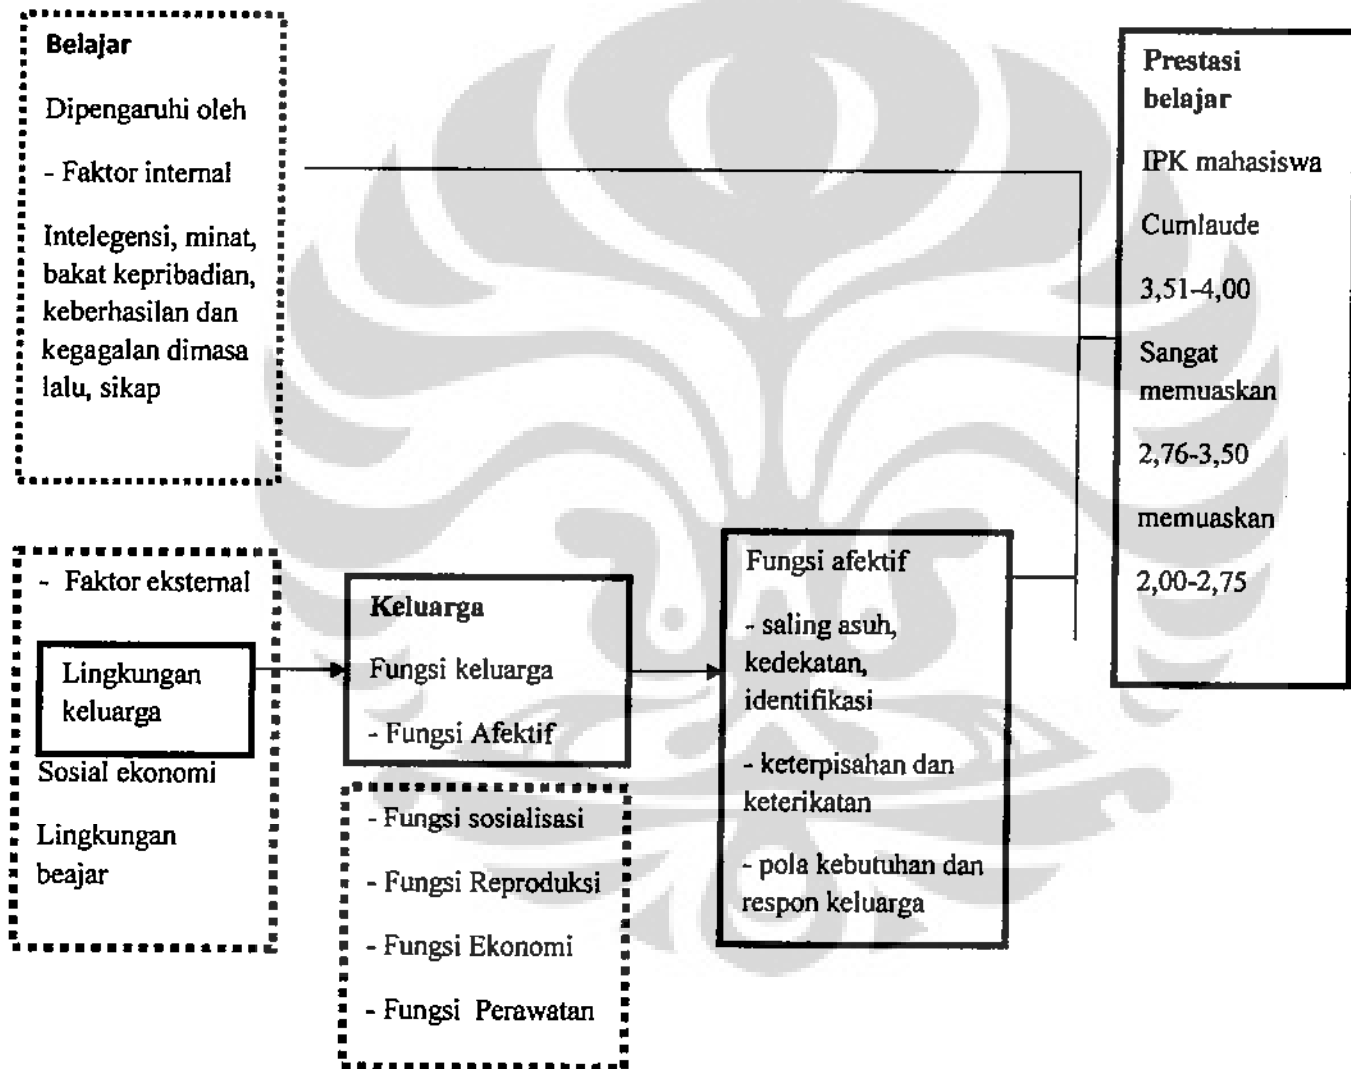 Belajar
Dipengaruhi oleh
- Faktor internal
Intelegensi, minat,
bakat kepribadian,
keberhasilan dan
kegagalan dimasa
lalu, sikap
- Faktor eksternal
Lingkungan
keluarga
Sosial ekonomi
Lingkungan
beajar
Keluarga
Fungsi keluarga
- Fungsi Afektif
- Fungsi sosialisasi
- Fungsi Reproduksi
- Fungsi Ekonomi
- Fungsi Perawatan
Fungsi afektif
- saling asuh,
kedekatan,
identifikasi
- keterpisahan dan
keterikatan
- pola kebutuhan dan
respon keluarga
Prestasi
belajar
IPK mahasiswa
Cumlaude
3,51-4,00
Sangat
memuaskan
2,76-3,50
memuaskan
2,00-2,75